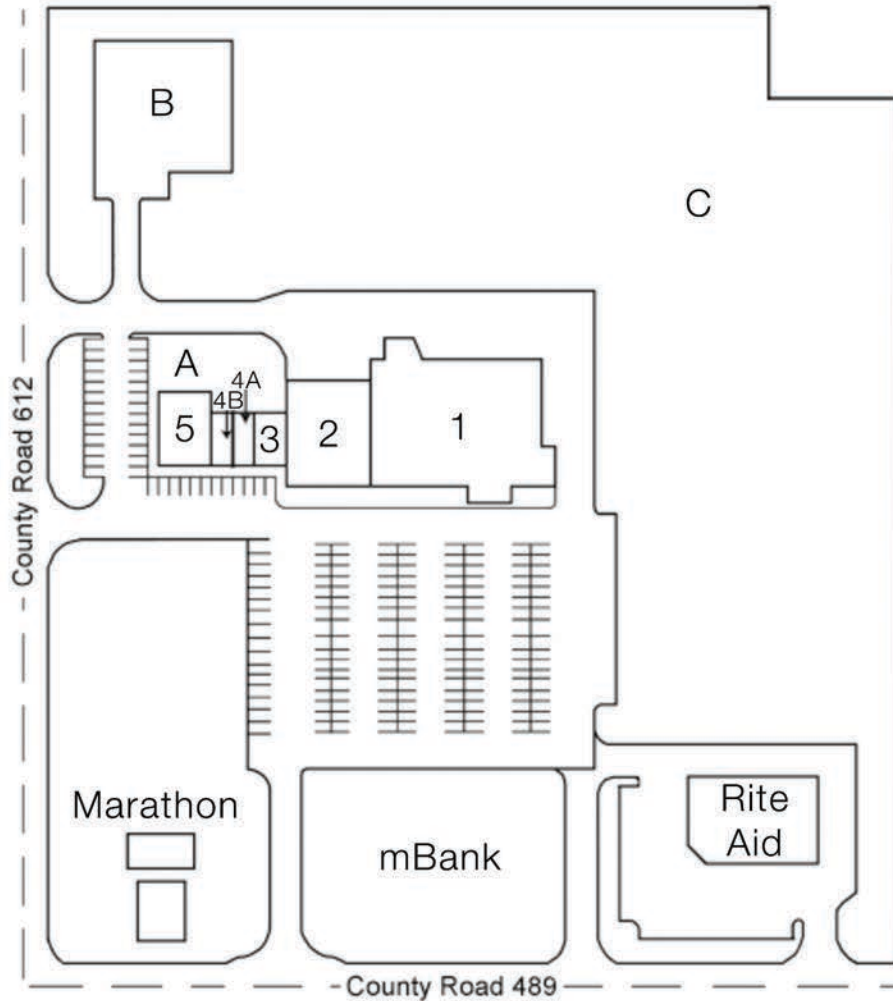 B
C
A
4A
4B
5
3
2
1
County Road 612
Marathon
Rite
Aid
mBank
County Road 489